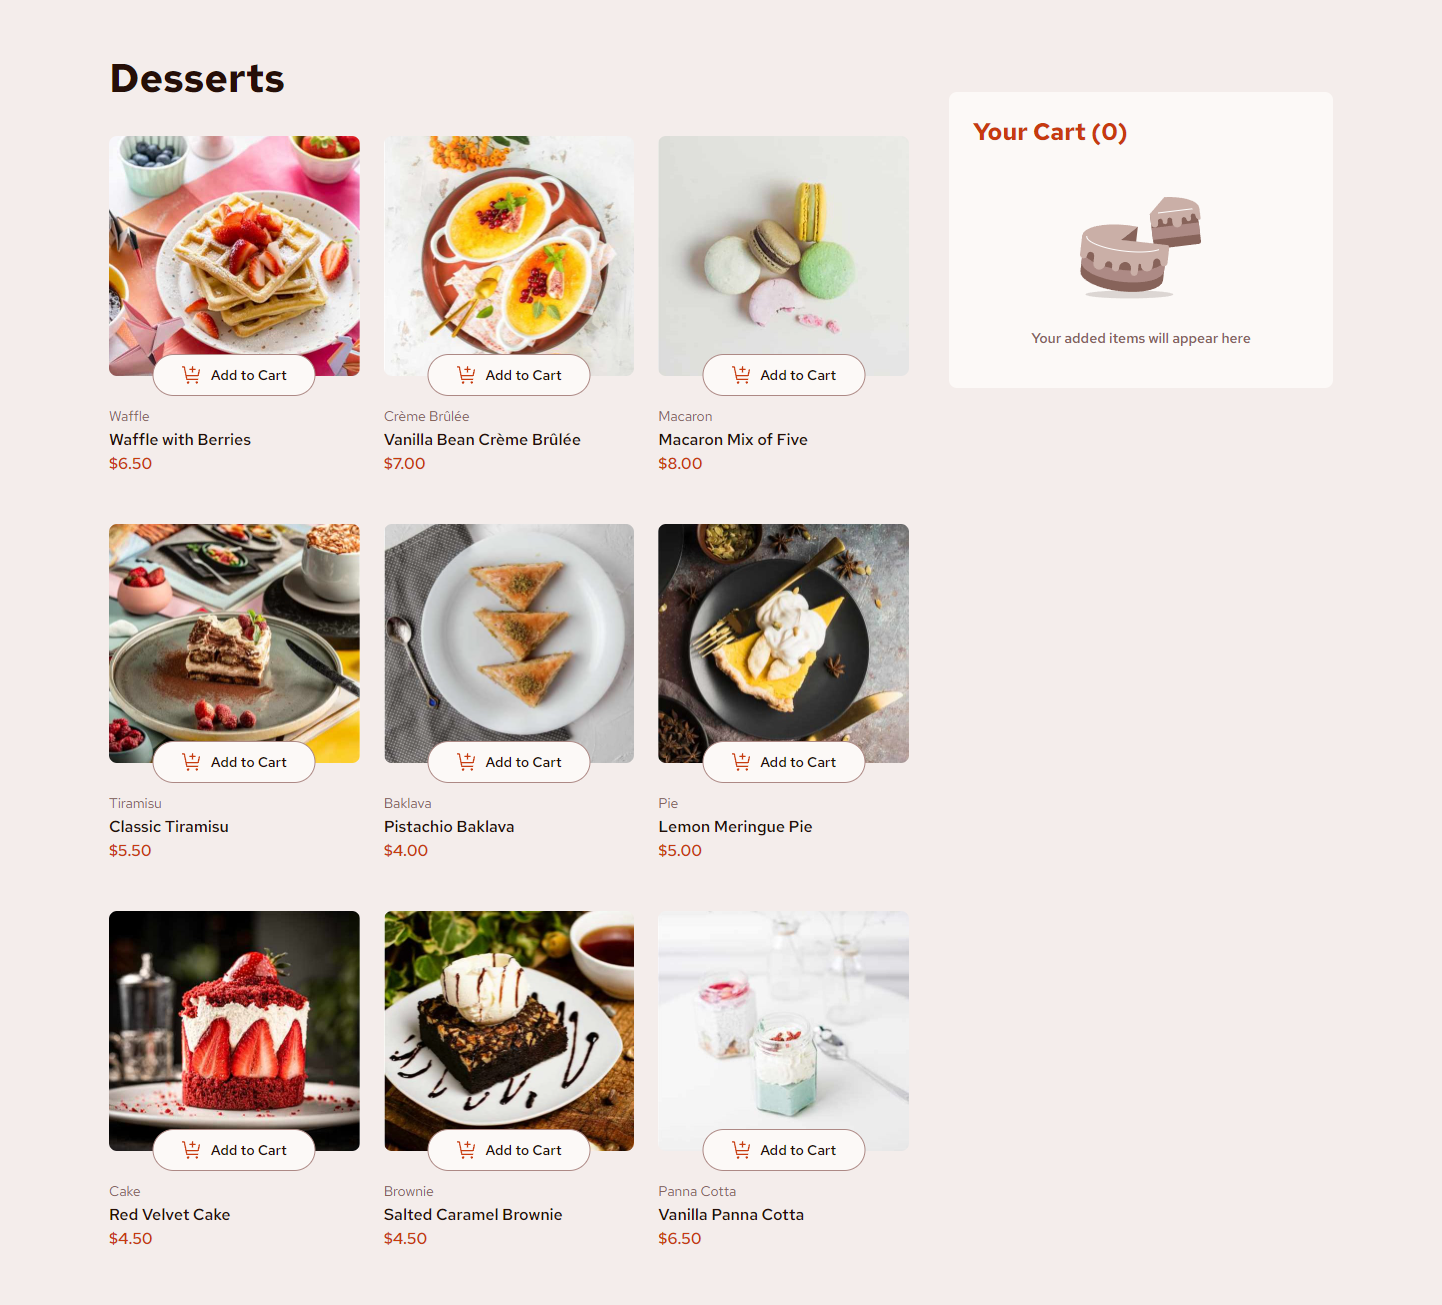 Desserts
Add to Cart
Waffle
Waffle with Berries
$6.50
Add to Cart
Crème Brûlée
Vanilla Bean Crème Brûlée
$7.00
Add to Cart
Macaron
Macaron Mix of Five
$8.00
Add to Cart
Tiramisu
Classic Tiramisu
$5.50
Add to Cart
Baklava
Pistachio Baklava
$4.00
Add to Cart
Pie
Lemon Meringue Pie
$5.00
Add to Cart
Cake
Red Velvet Cake
$4.50
Add to Cart
Brownie
Salted Caramel Brownie
$4.50
Add to Cart
Panna Cotta
Vanilla Panna Cotta
$6.50
Your Cart (0)
Your added items will appear here